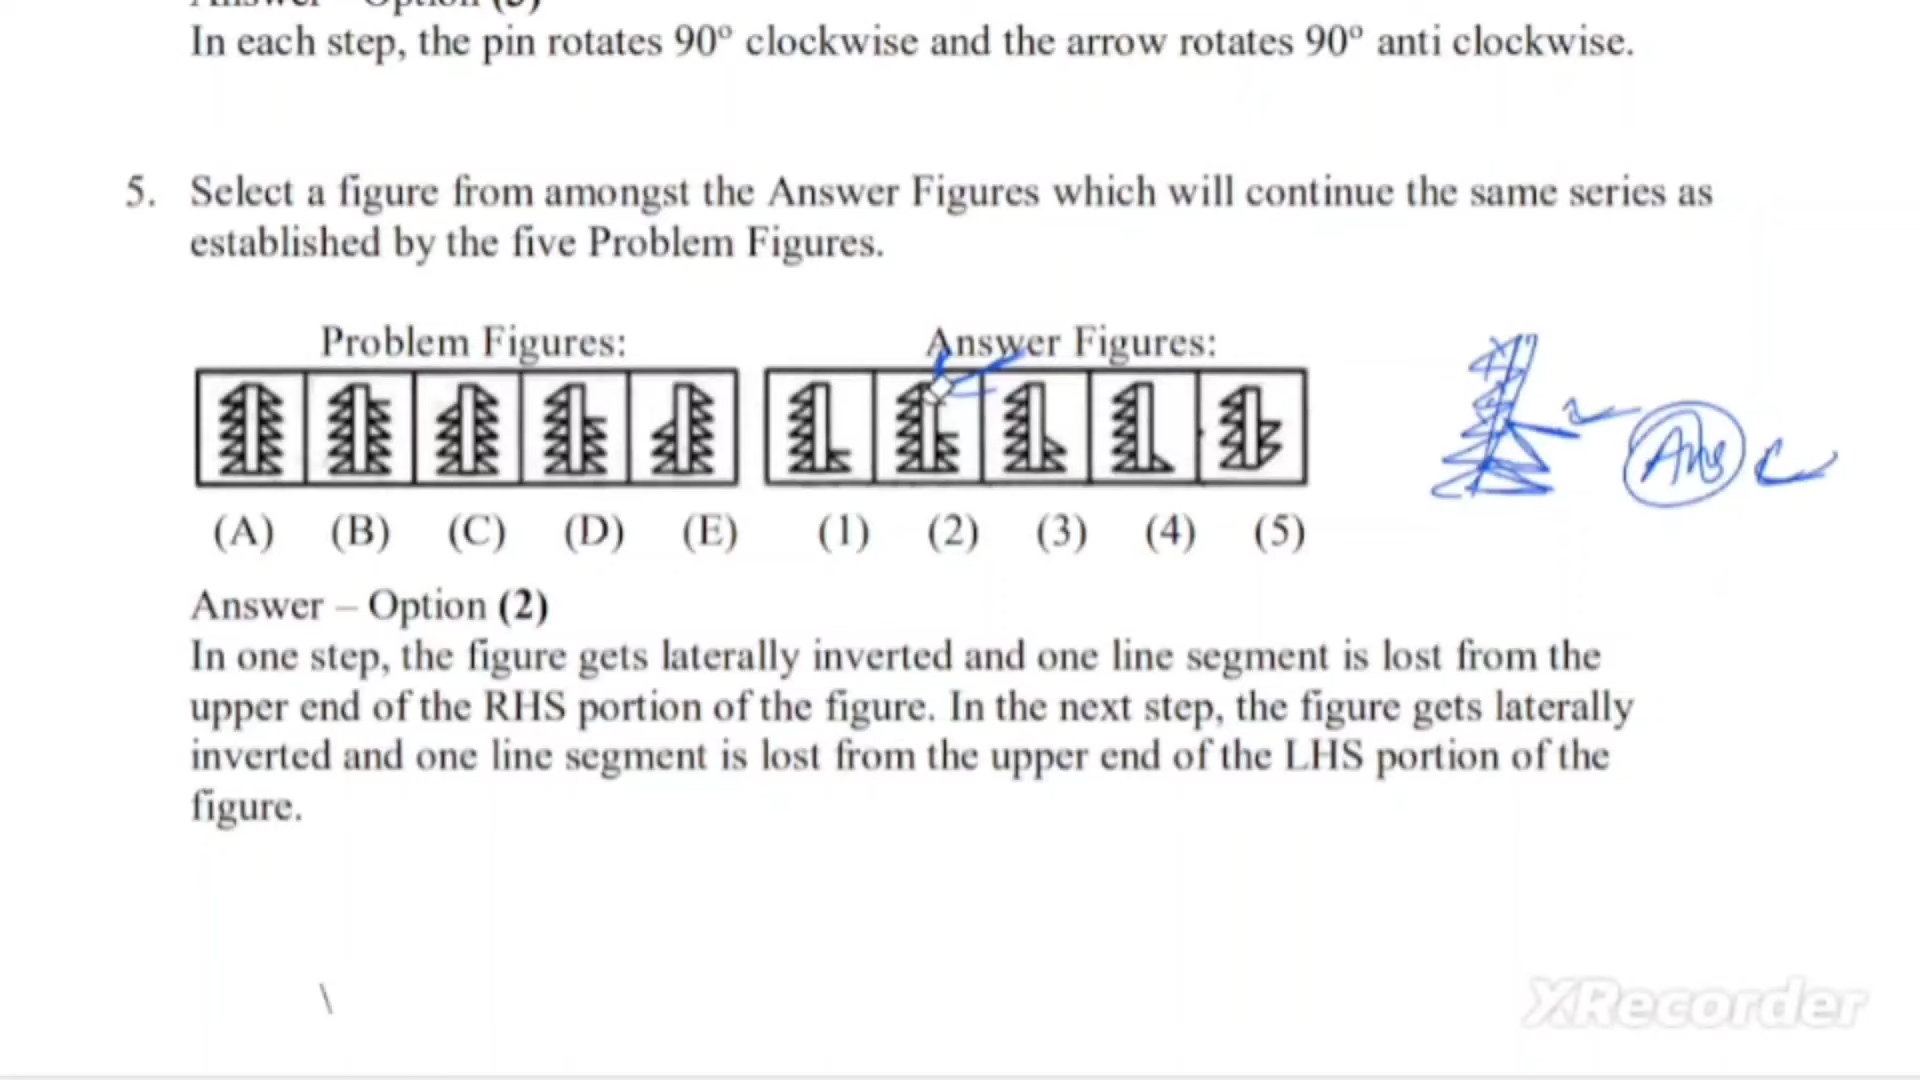 In each step, the pin rotates 90° clockwise and the arrow rotates 90° anti clockwise.
5. Select a figure from amongst the Answer Figures which will continue the same series as
established by the five Problem Figures.
Problem Figures: Answer Figures:
(A) (B) (C) (D) (E) (1) (2) (3) (4) (5)
Ans
Answer – Option (2)
In one step, the figure gets laterally inverted and one line segment is lost from the
upper end of the RHS portion of the figure. In the next step, the figure gets laterally
inverted and one line segment is lost from the upper end of the LHS portion of the
figure.
\
XRecorder